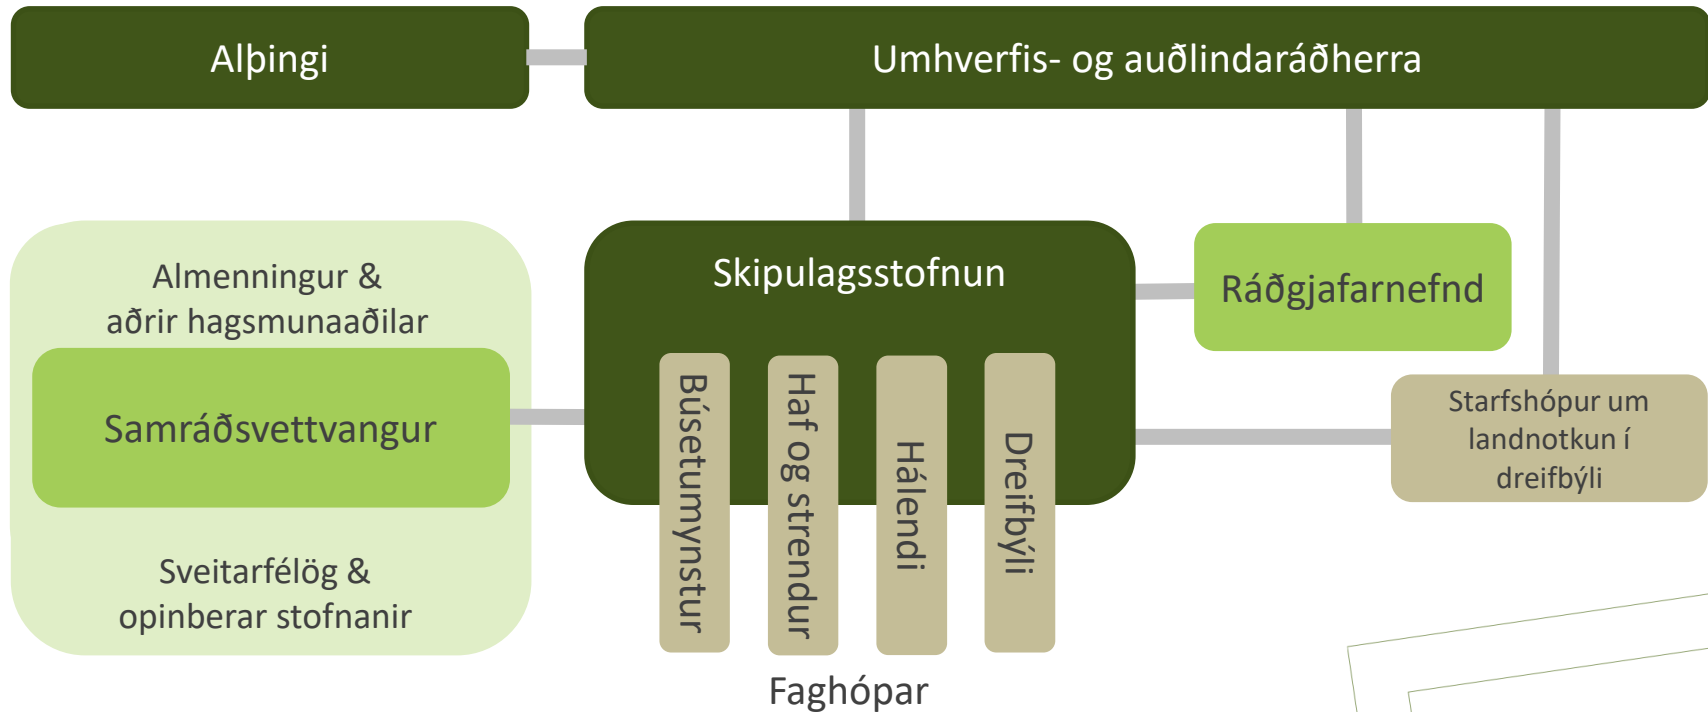 Alþingi
Umhverfis- og auðlindaráðherra
Almenningur &
aðrir hagsmunaaðilar
Samráðsvettvangur
Sveitarfélög &
opinberar stofnanir
Skipulagsstofnun
Búsetumynstur
Haf og strendur
Hálendi
Dreifbýli
Faghópar
Ráðgjafarnefnd
Starfshópur um
landnotkun í
dreifbýli